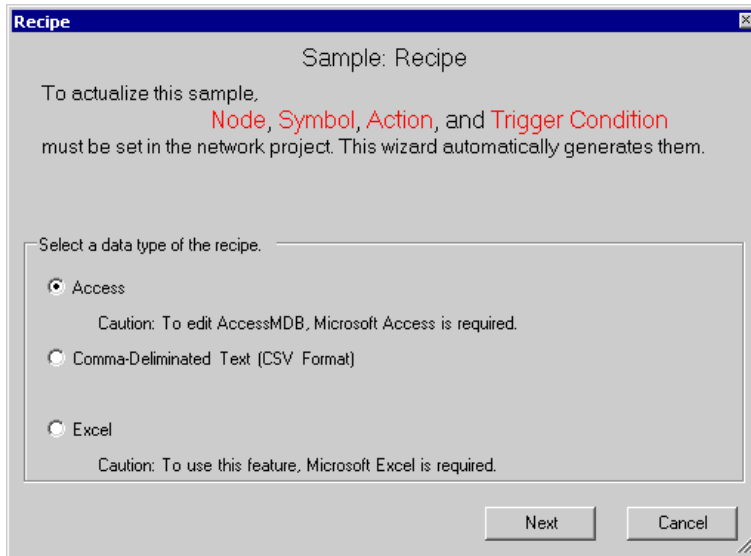 Recipe
Sample: Recipe
To actualize this sample,
Node, Symbol, Action, and Trigger Condition
must be set in the network project. This wizard automatically generates them.
Select a data type of the recipe.
Access
Caution: To edit AccessMDB, Microsoft Access is required.
Comma-Deliminated Text (CSV Format)
Excel
Caution: To use this feature, Microsoft Excel is required.
Next Cancel